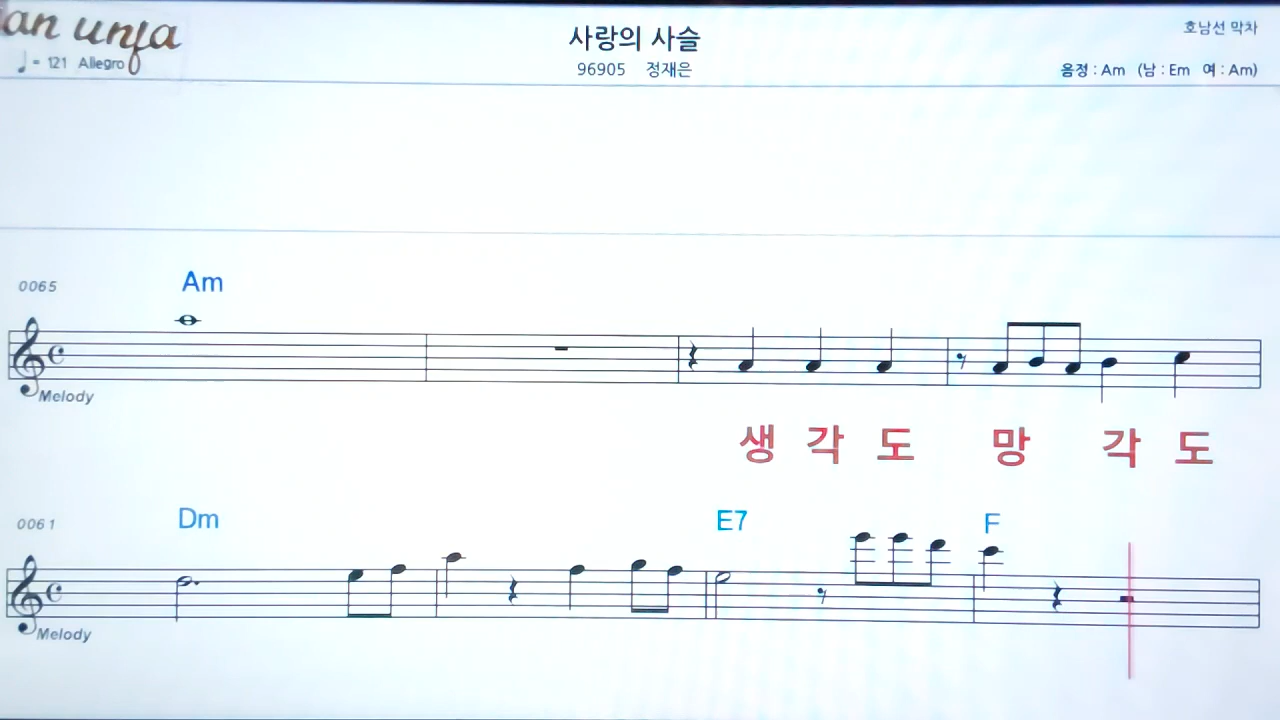 an unfa
사랑의 사슬
호남선 막차
♩= 121 Allegro
96905 정재은
음정 : Am (남 : Em 여 : Am)
0065
Am
Melody
생 각 도 망 각 도
0061
Dm E7 F
Melody